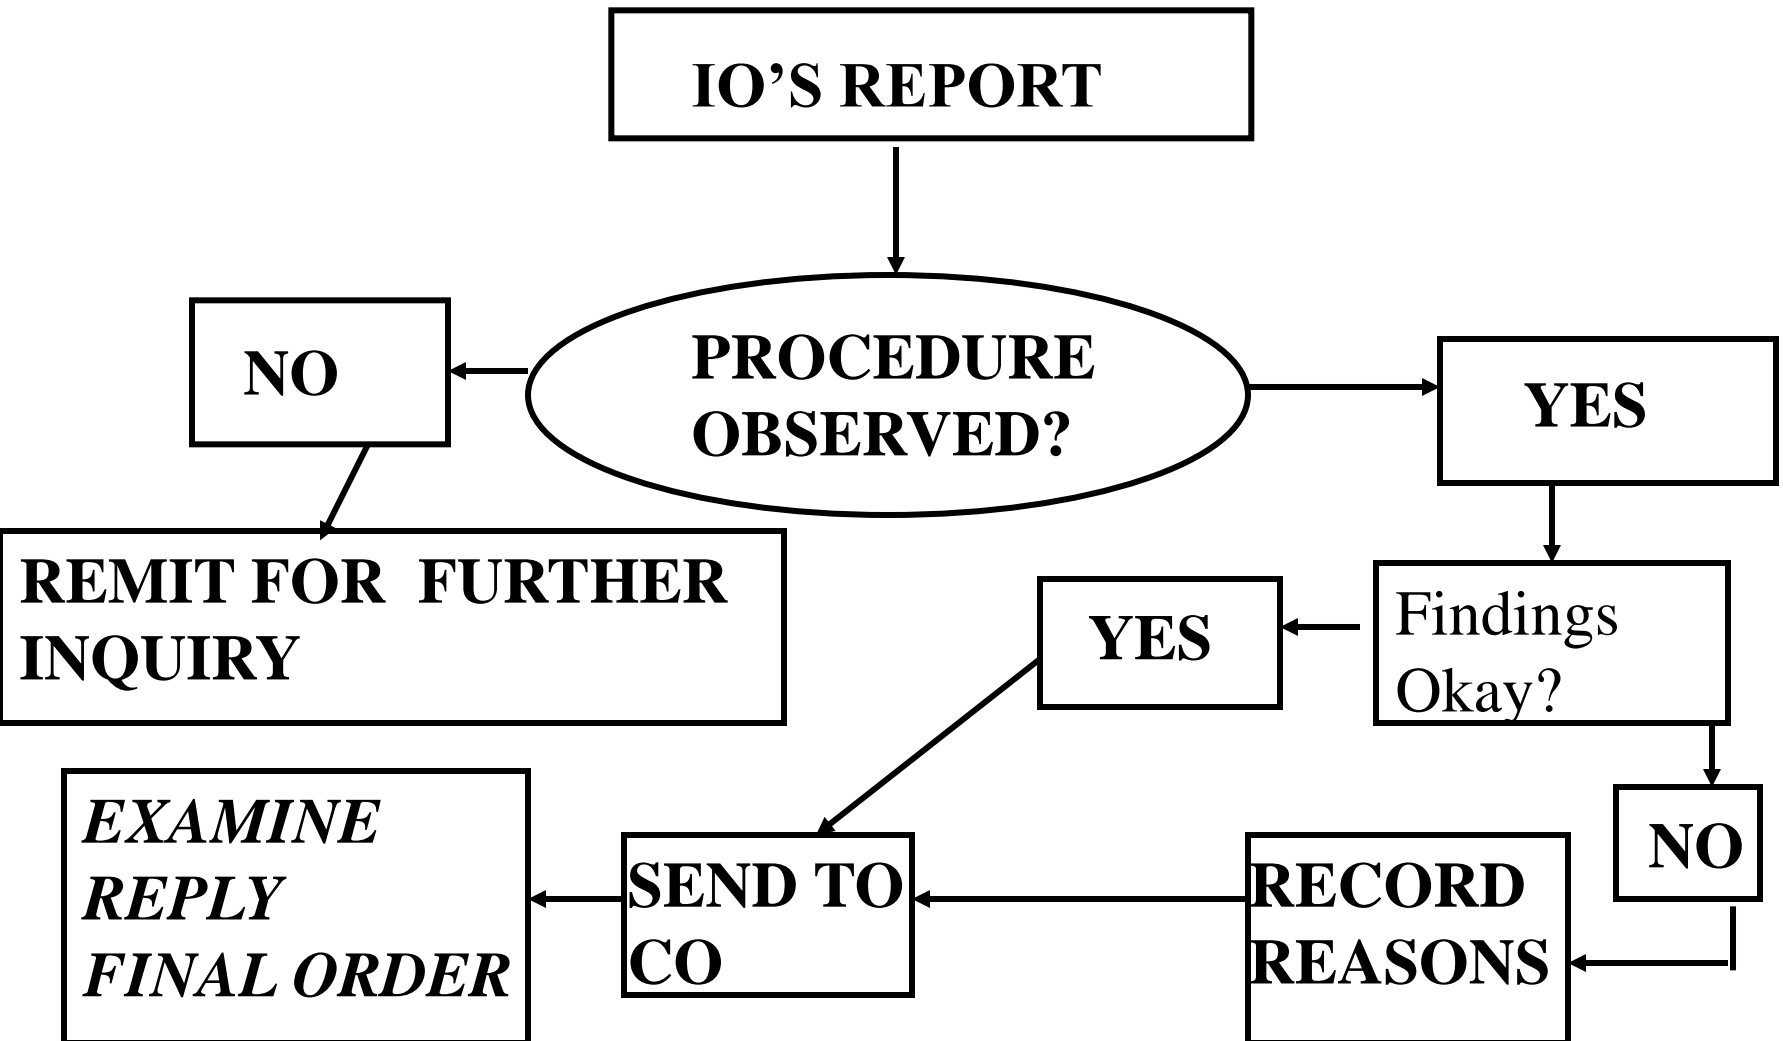 IO’S REPORT
NO
PROCEDURE
OBSERVED?
YES
REMIT FOR FURTHER
INQUIRY
YES
Findings
Okay?
EXAMINE
REPLY
FINAL ORDER
SEND TO
CO
RECORD
REASONS
NO